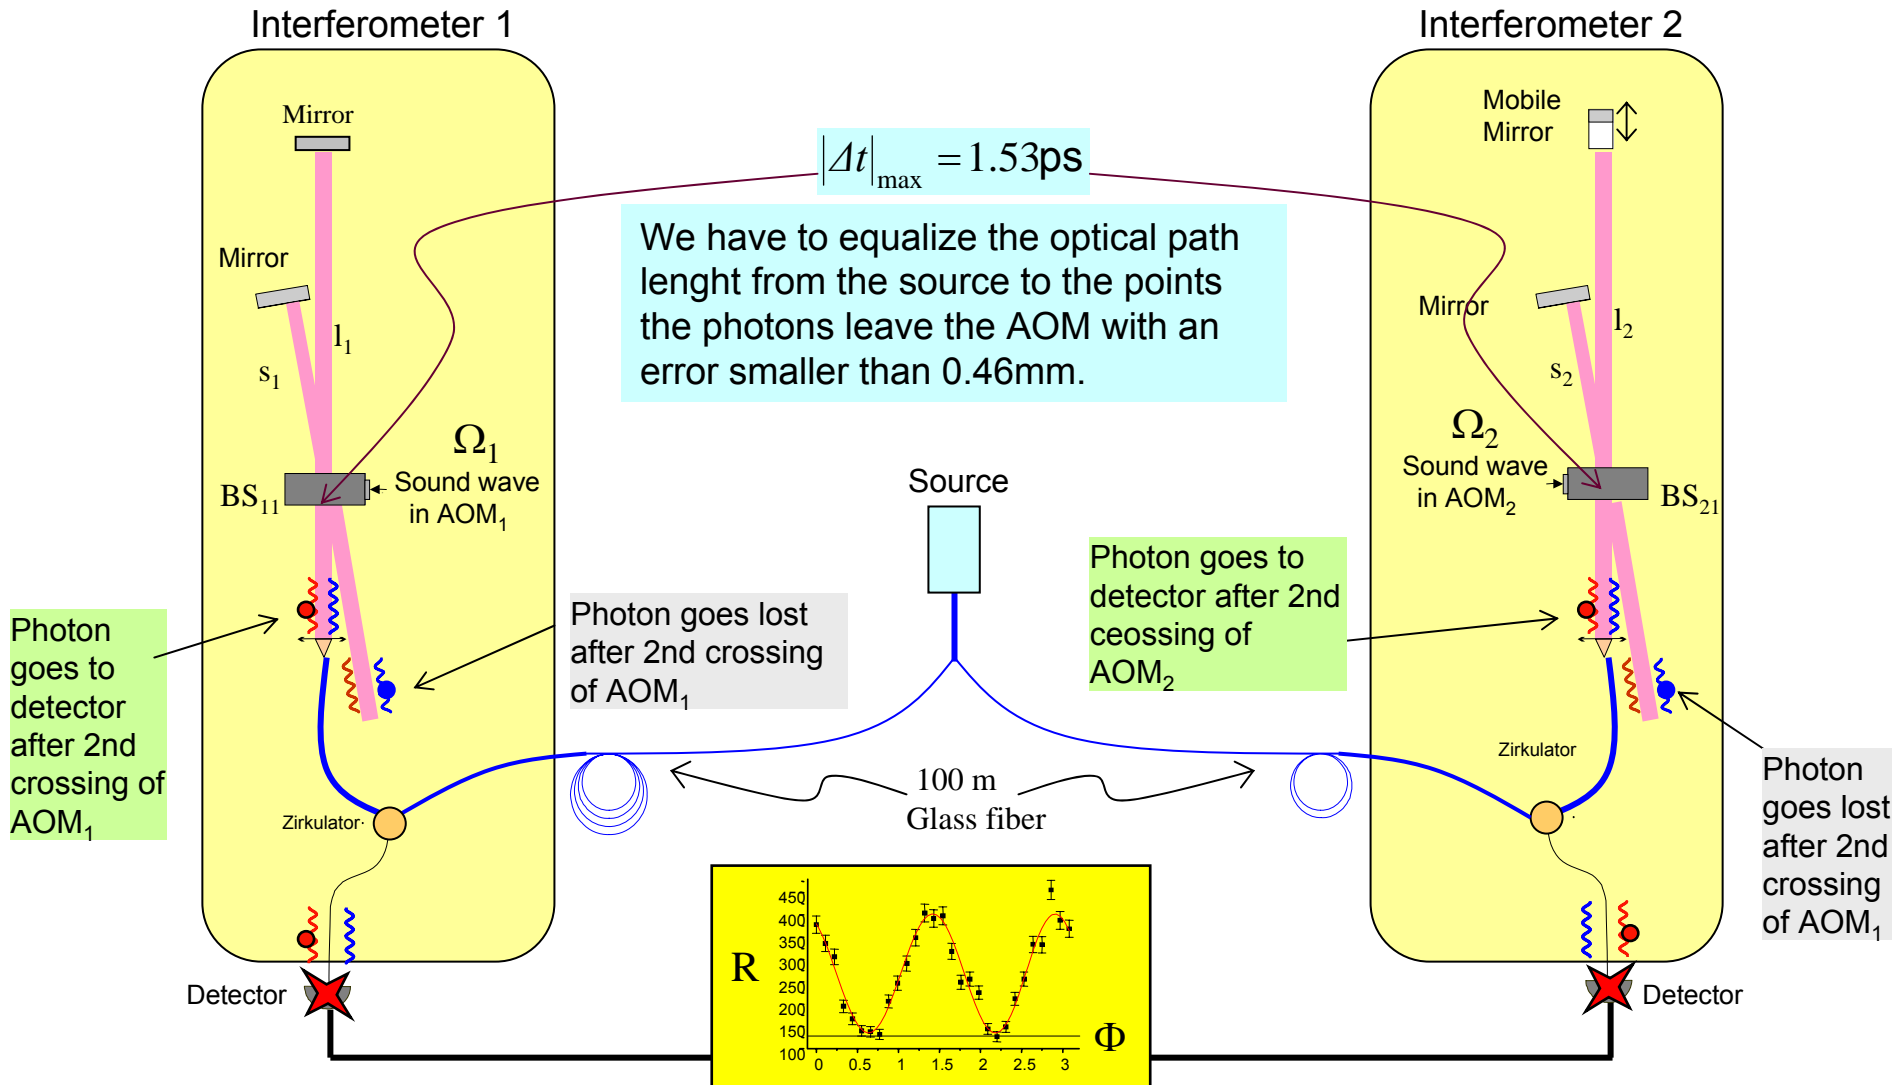 Interferometer 1
Interferometer 2
Mirror
Mobile
Mirror
|Δt|max = 1.53ps
We have to equalize the optical path
lenght from the source to the points
the photons leave the AOM with an
error smaller than 0.46mm.
Mirror
Mirror
l1
l2
s1
s2
Ω1
Ω2
Sound wave
in AOM1
Sound wave
in AOM2
BS11
BS21
Source
Photon goes to
detector after 2nd
ceossing of
AOM2
Photon
goes to
detector
after 2nd
crossing of
AOM1
Photon goes lost
after 2nd crossing
of AOM1
Zirkulator
Zirkulator
Photon
goes lost
after 2nd
crossing
of AOM1
100 m
Glass fiber
Detector
Detector
R
Φ
450
400
350
300
250
200
150
100
0 0.5 1 1.5 2 2.5 3